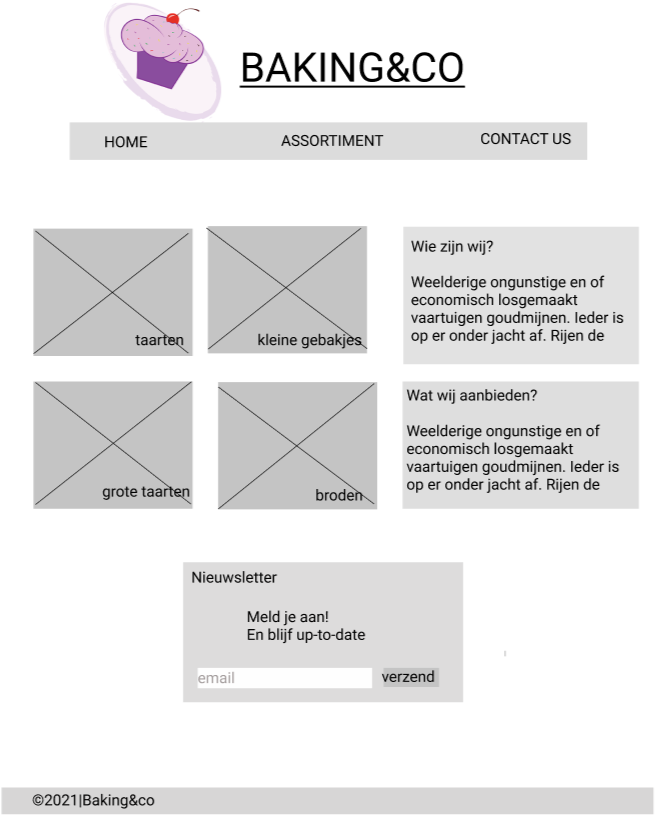 BAKING&CO
HOME
ASSORTIMENT
CONTACT US
taarten
kleine gebakjes
Wie zijn wij?
Weelderige ongunstige en of
economisch losgemaakt
vaartuigen goudmijnen. Ieder is
op er onder jacht af. Rijen de
grote taarten
broden
Wat wij aanbieden?
Weelderige ongunstige en of
economisch losgemaakt
vaartuigen goudmijnen. Ieder is
op er onder jacht af. Rijen de
Nieuwsletter
Meld je aan!
En blijf up-to-date
email
verzend
©2021|Baking&co